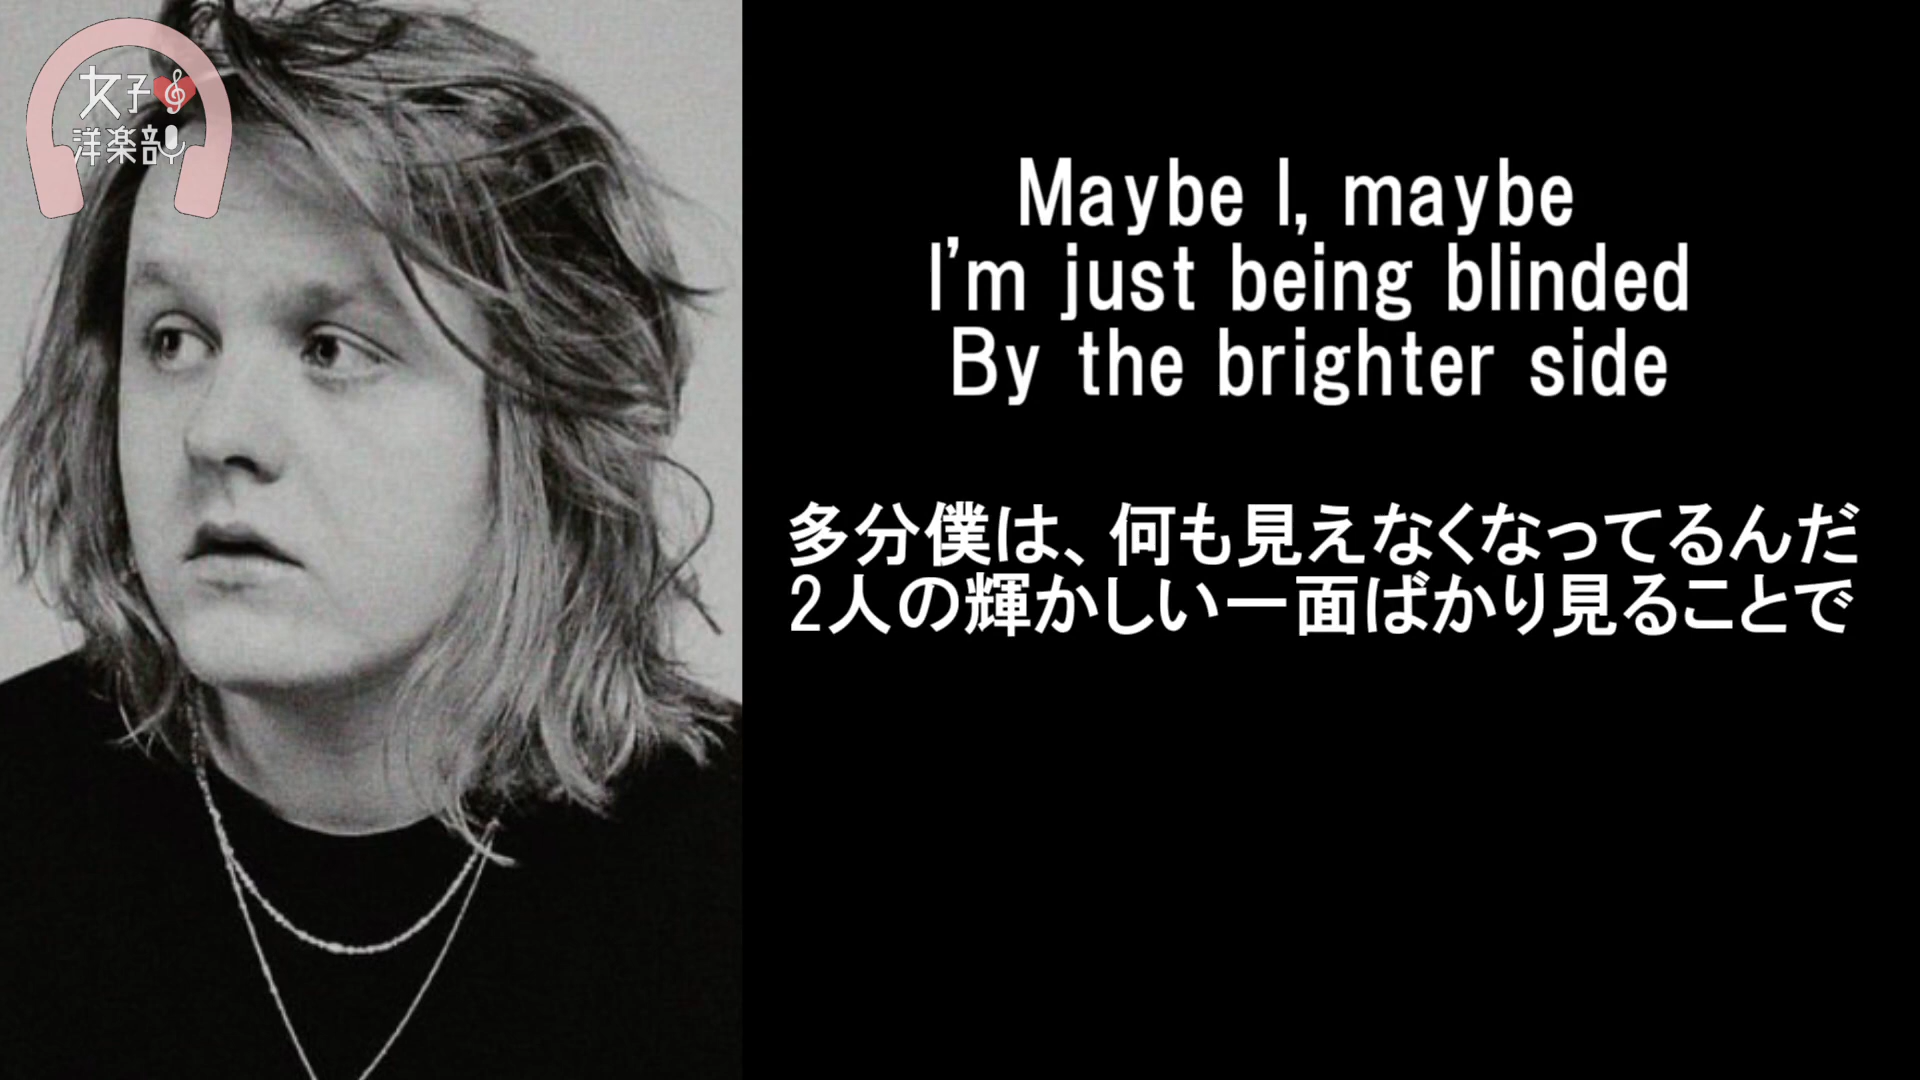 女子
洋楽部
Maybe I, maybe
I'm just being blinded
By the brighter side
多分僕は、何も見えなくなってるんだ
2人の輝かしい一面ばかり見ることで